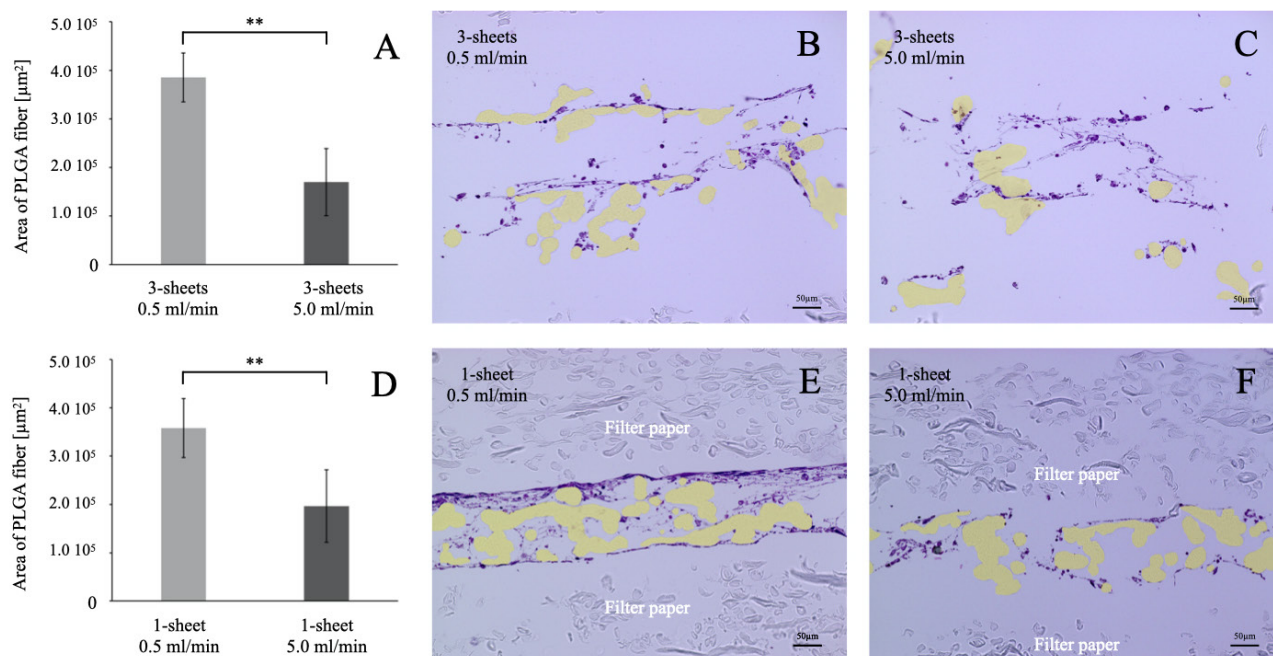 Area of PLGA fiber [µm²]
5.0 10⁵
4.0 10⁵
3.0 10⁵
2.0 10⁵
1.0 10⁵
0
**
A
3-sheets
0.5 ml/min
3-sheets
5.0 ml/min
3-sheets
0.5 ml/min
B
50µm
3-sheets
5.0 ml/min
C
50µm
Area of PLGA fiber [µm²]
5.0 10⁵
4.0 10⁵
3.0 10⁵
2.0 10⁵
1.0 10⁵
0
**
D
1-sheet
0.5 ml/min
1-sheet
5.0 ml/min
1-sheet
0.5 ml/min
E
Filter paper
Filter paper
50µm
1-sheet
5.0 ml/min
F
Filter paper
Filter paper
50µm